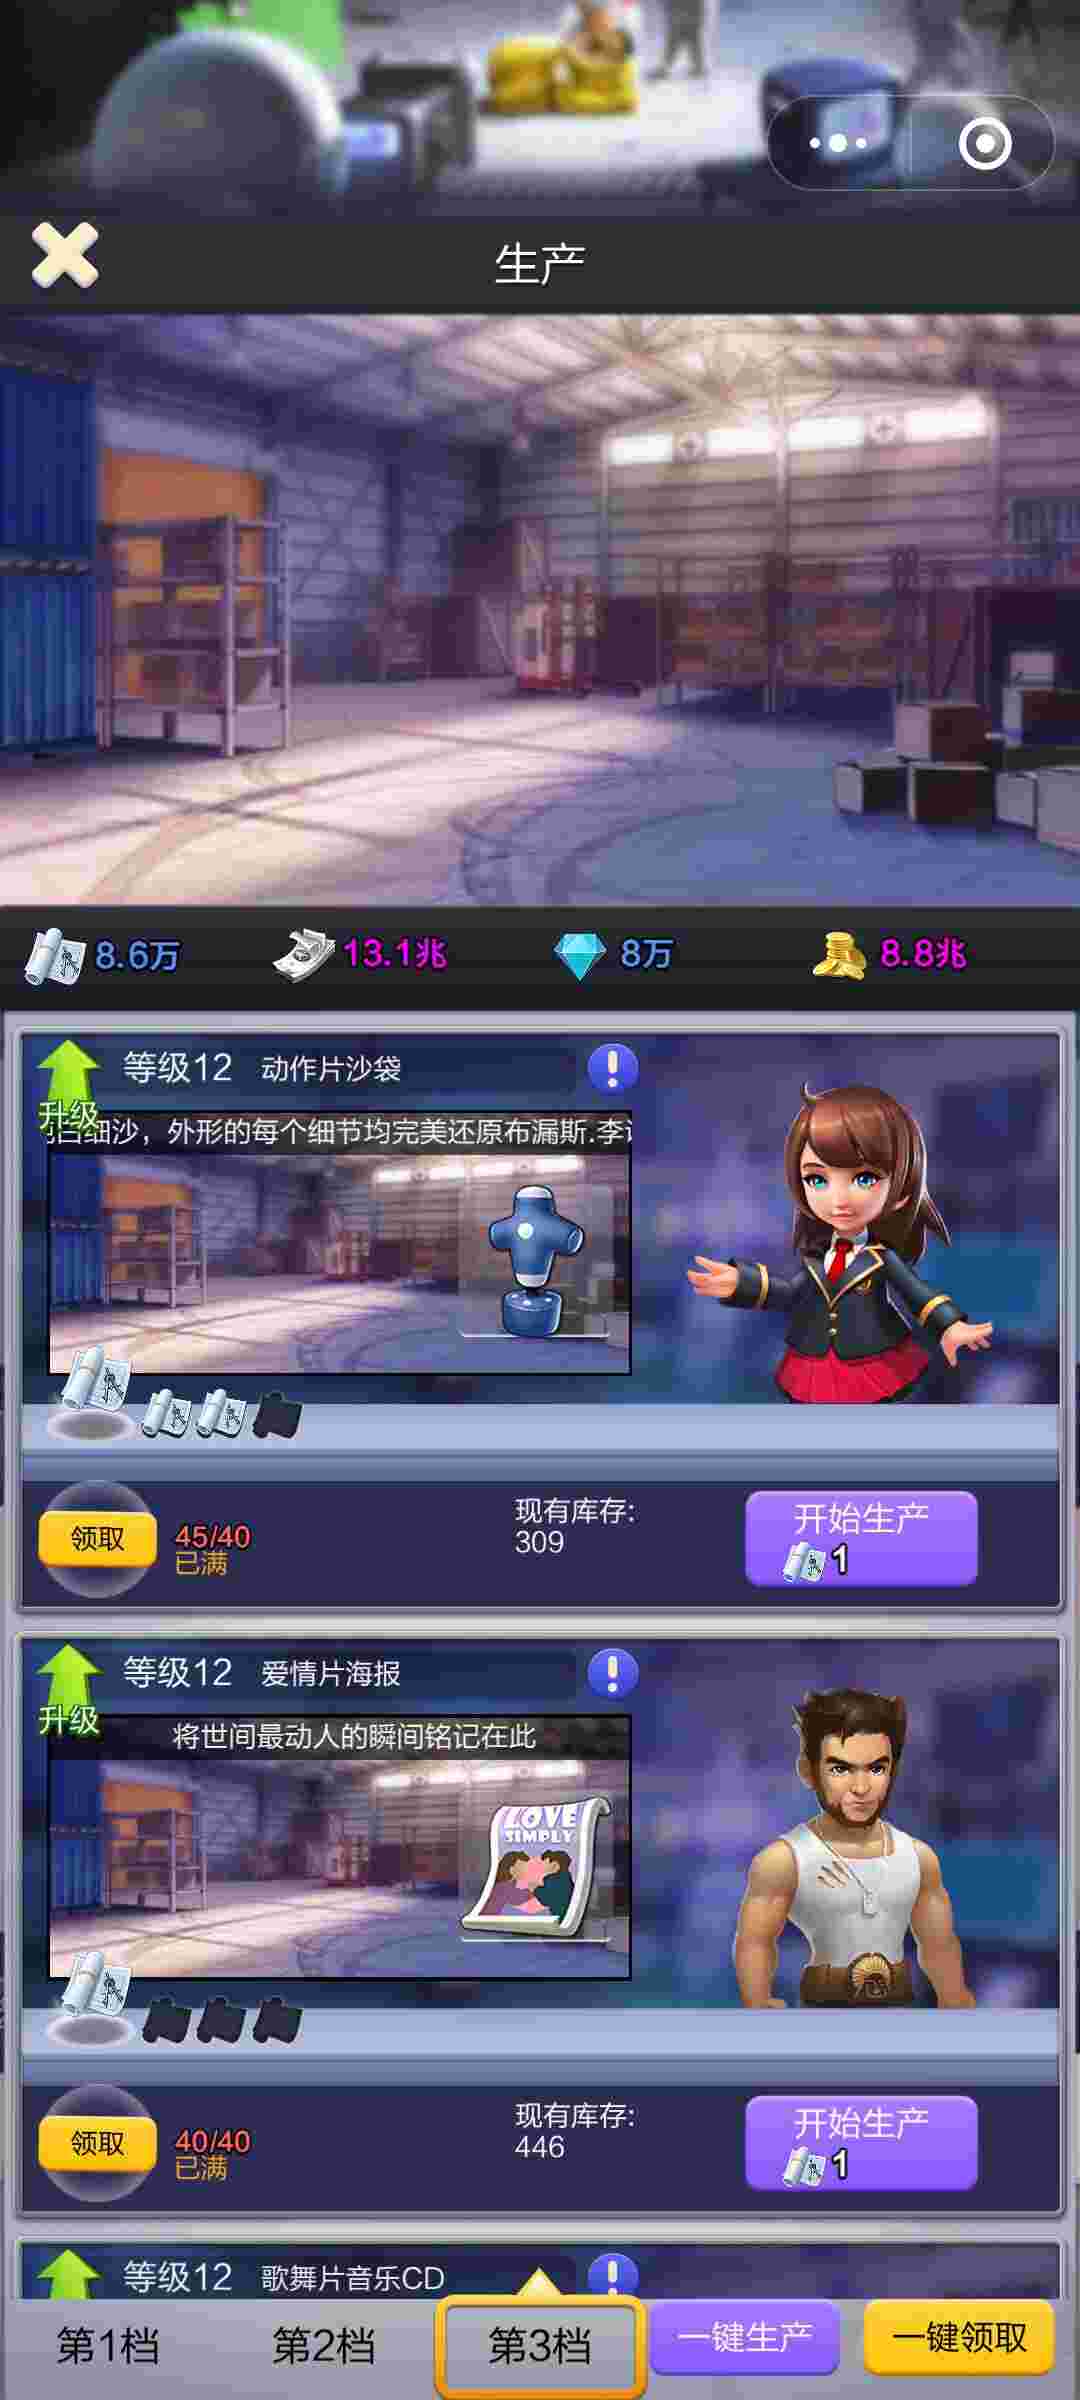 生产
8.6万 13.1兆 8万 8.8兆
升级 等级12 动作片沙袋
细沙，外形的每个细节均完美还原布漏斯.李
领取 45/40 已满
现有库存:
309
开始生产
1
升级 等级12 爱情片海报
将世间最动人的瞬间铭记在此
LOVE
SIMPLY
领取 40/40 已满
现有库存:
446
开始生产
1
等级12 歌舞片音乐CD
第1档 第2档 第3档 一键生产 一键领取